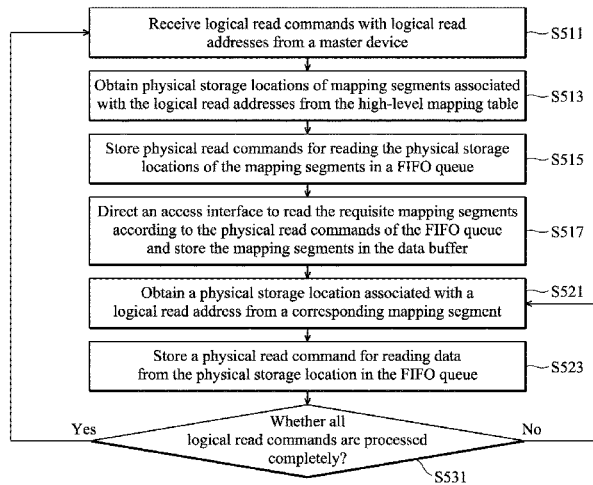 Receive logical read commands with logical read
addresses from a master device
S511
Obtain physical storage locations of mapping segments associated
with the logical read addresses from the high-level mapping table
S513
Store physical read commands for reading the physical storage
locations of the mapping segments in a FIFO queue
S515
Direct an access interface to read the requisite mapping segments
according to the physical read commands of the FIFO queue
and store the mapping segments in the data buffer
S517
Obtain a physical storage location associated with a
logical read address from a corresponding mapping segment
S521
Store a physical read command for reading data
from the physical storage location in the FIFO queue
S523
Yes
Whether all
logical read commands are processed
completely?
No
S531